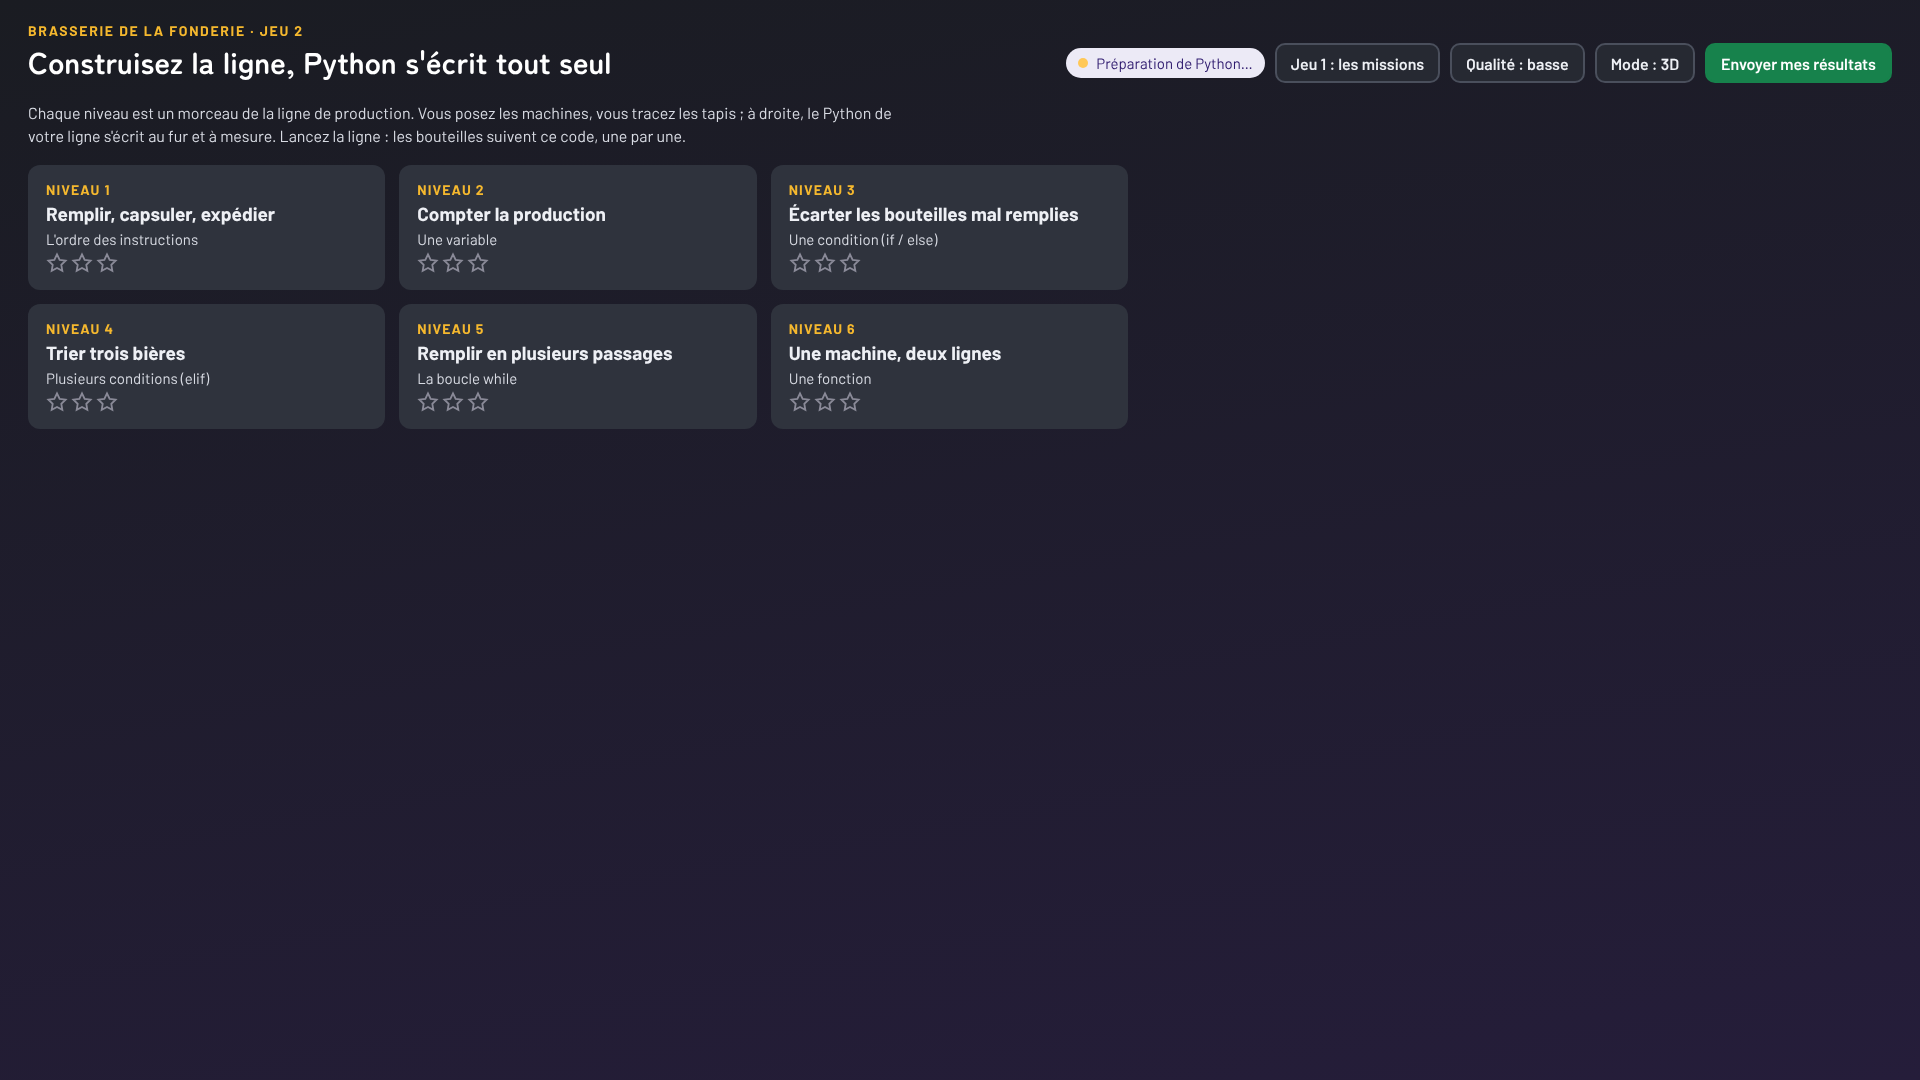 BRASSERIE DE LA FONDERIE · JEU 2
Construisez la ligne, Python s'écrit tout seul
Préparation de Python...
Jeu 1 : les missions
Qualité : basse
Mode : 3D
Envoyer mes résultats
Chaque niveau est un morceau de la ligne de production. Vous posez les machines, vous tracez les tapis ; à droite, le Python de
votre ligne s'écrit au fur et à mesure. Lancez la ligne : les bouteilles suivent ce code, une par une.
NIVEAU 1
Remplir, capsuler, expédier
L'ordre des instructions
NIVEAU 2
Compter la production
Une variable
NIVEAU 3
Écarter les bouteilles mal remplies
Une condition (if / else)
NIVEAU 4
Trier trois bières
Plusieurs conditions (elif)
NIVEAU 5
Remplir en plusieurs passages
La boucle while
NIVEAU 6
Une machine, deux lignes
Une fonction